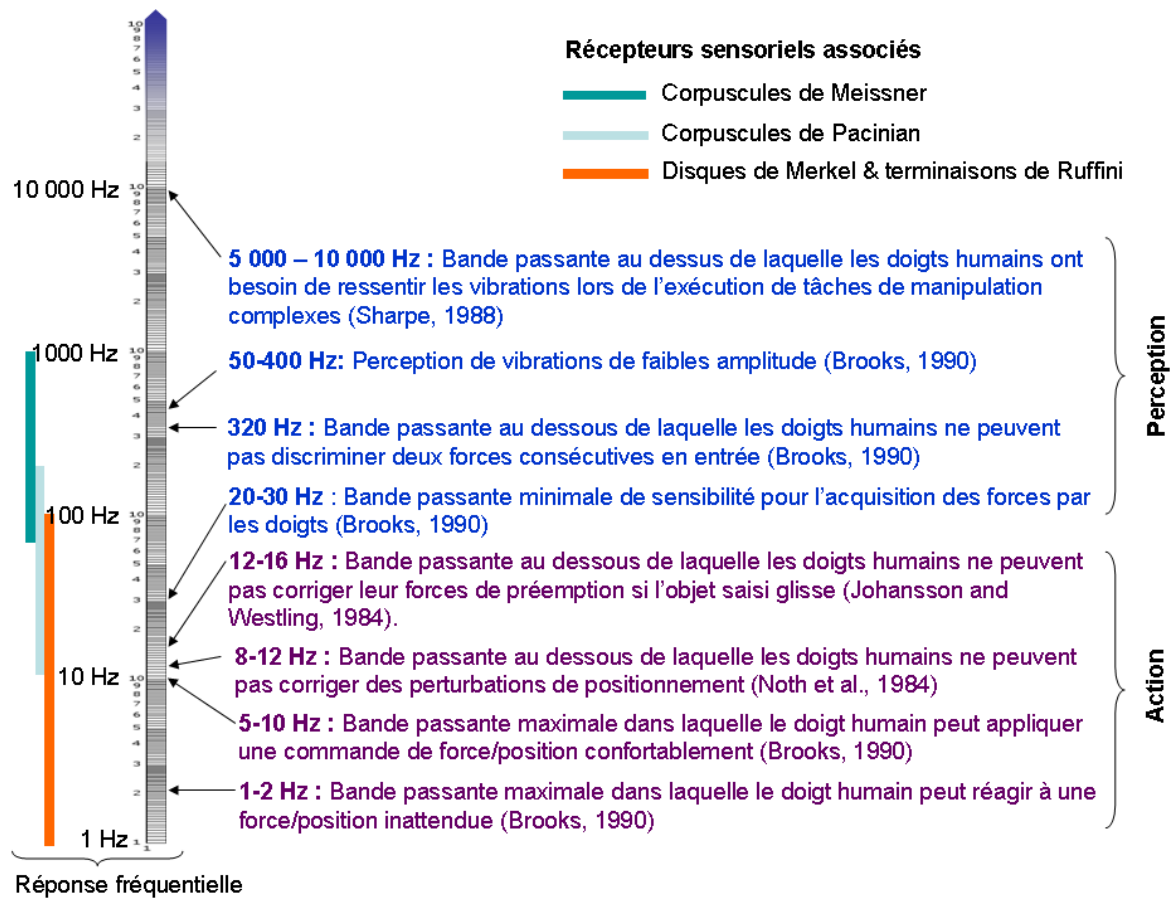 Récepteurs sensoriels associés
Corpuscules de Meissner
Corpuscules de Pacinian
Disques de Merkel & terminaisons de Ruffini
10 000 Hz
5 000 – 10 000 Hz : Bande passante au dessus de laquelle les doigts humains ont
besoin de ressentir les vibrations lors de l'exécution de tâches de manipulation
complexes (Sharpe, 1988)
1000 Hz
50-400 Hz: Perception de vibrations de faibles amplitude (Brooks, 1990)
320 Hz : Bande passante au dessous de laquelle les doigts humains ne peuvent
pas discriminer deux forces consécutives en entrée (Brooks, 1990)
20-30 Hz : Bande passante minimale de sensibilité pour l'acquisition des forces par
les doigts (Brooks, 1990)
100 Hz
Perception
12-16 Hz : Bande passante au dessous de laquelle les doigts humains ne peuvent
pas corriger leur forces de préemption si l'objet saisi glisse (Johansson and
Westling, 1984).
8-12 Hz : Bande passante au dessous de laquelle les doigts humains ne peuvent
pas corriger des perturbations de positionnement (Noth et al., 1984)
10 Hz
5-10 Hz : Bande passante maximale dans laquelle le doigt humain peut appliquer
une commande de force/position confortablement (Brooks, 1990)
1-2 Hz : Bande passante maximale dans laquelle le doigt humain peut réagir à une
force/position inattendue (Brooks, 1990)
Action
1 Hz
Réponse fréquentielle